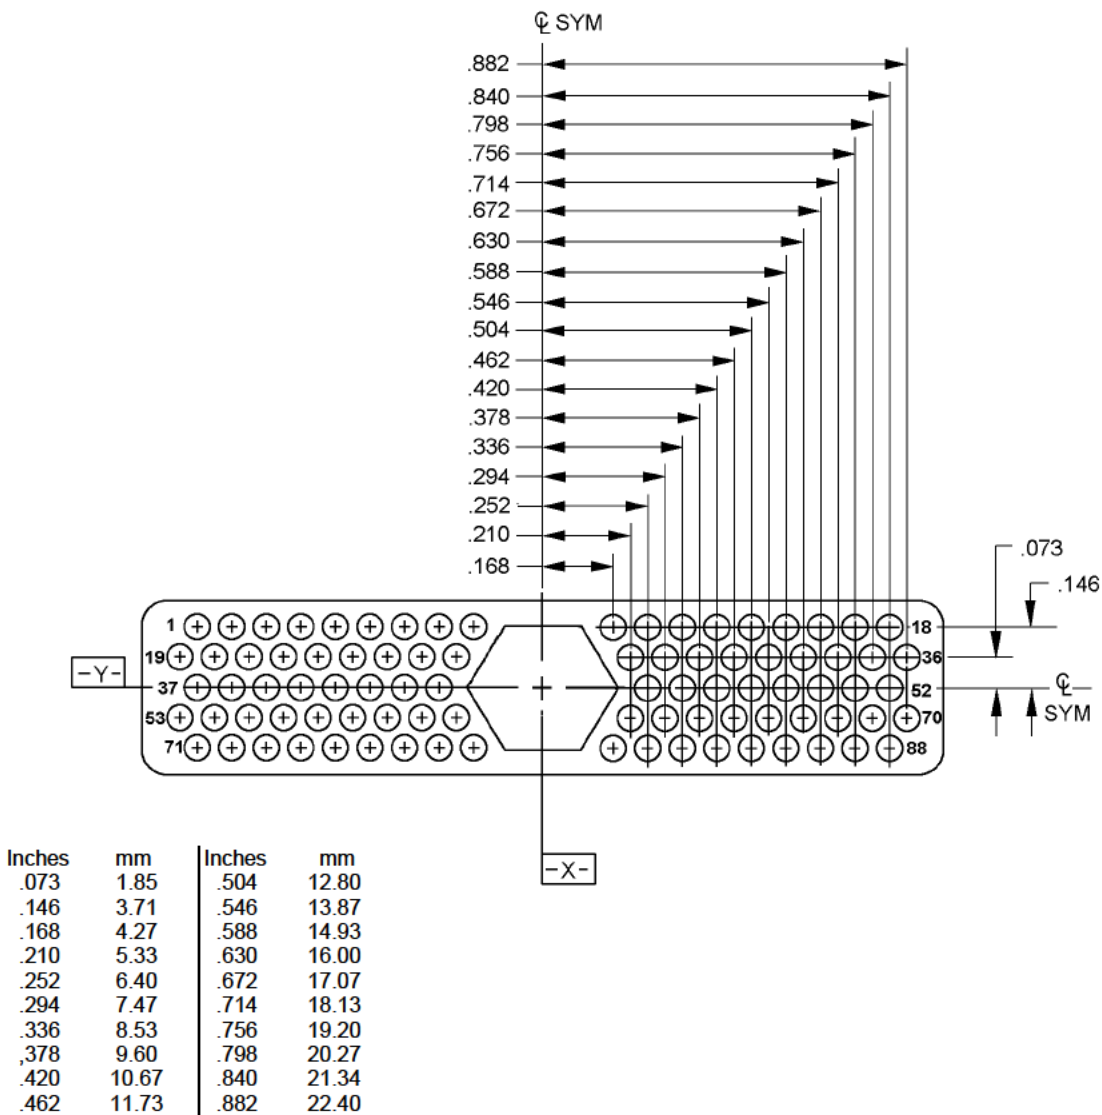 ℄ SYM
.882
.840
.798
.756
.714
.672
.630
.588
.546
.504
.462
.420
.378
.336
.294
.252
.210
.168
.073
.146
1
18
19
36
-Y-
37
52
℄
SYM
53
70
71
88
-X-
Inches mm Inches mm
.073 1.85 .504 12.80
.146 3.71 .546 13.87
.168 4.27 .588 14.93
.210 5.33 .630 16.00
.252 6.40 .672 17.07
.294 7.47 .714 18.13
.336 8.53 .756 19.20
,378 9.60 .798 20.27
.420 10.67 .840 21.34
.462 11.73 .882 22.40